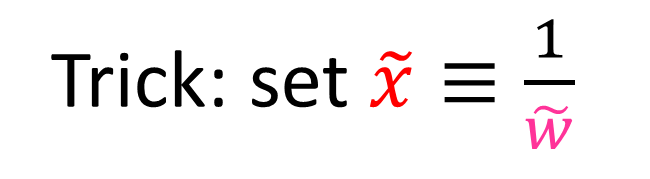 Trick: set x̃ ≡ 1/w̃